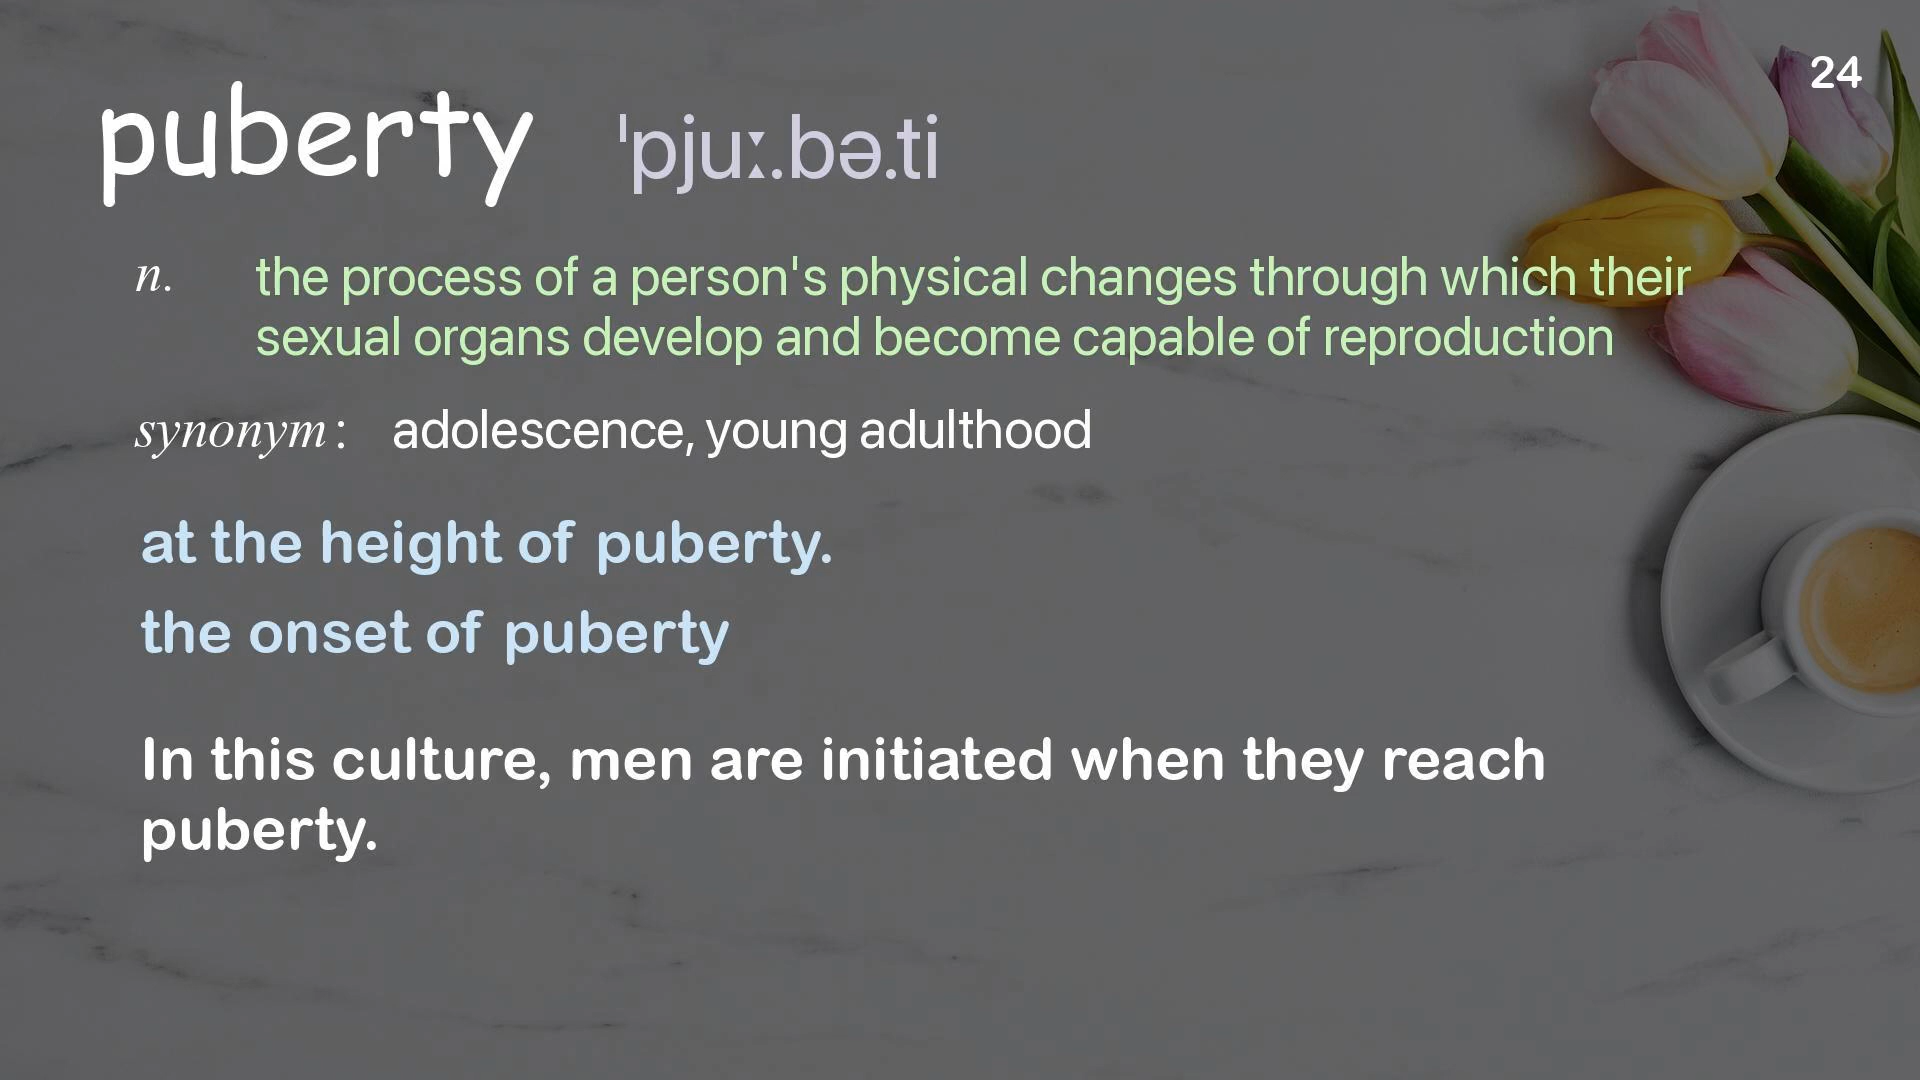 24
puberty ˈpjuː.bə.ti
n. the process of a person's physical changes through which their
sexual organs develop and become capable of reproduction
synonym: adolescence, young adulthood
at the height of puberty.
the onset of puberty
In this culture, men are initiated when they reach
puberty.